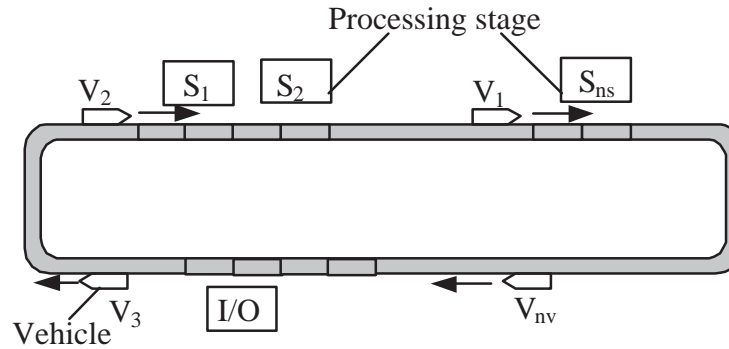 Processing stage
V₂
S₁
S₂
V₁
Sₙₛ
I/O
V₃
Vₙᵥ
Vehicle